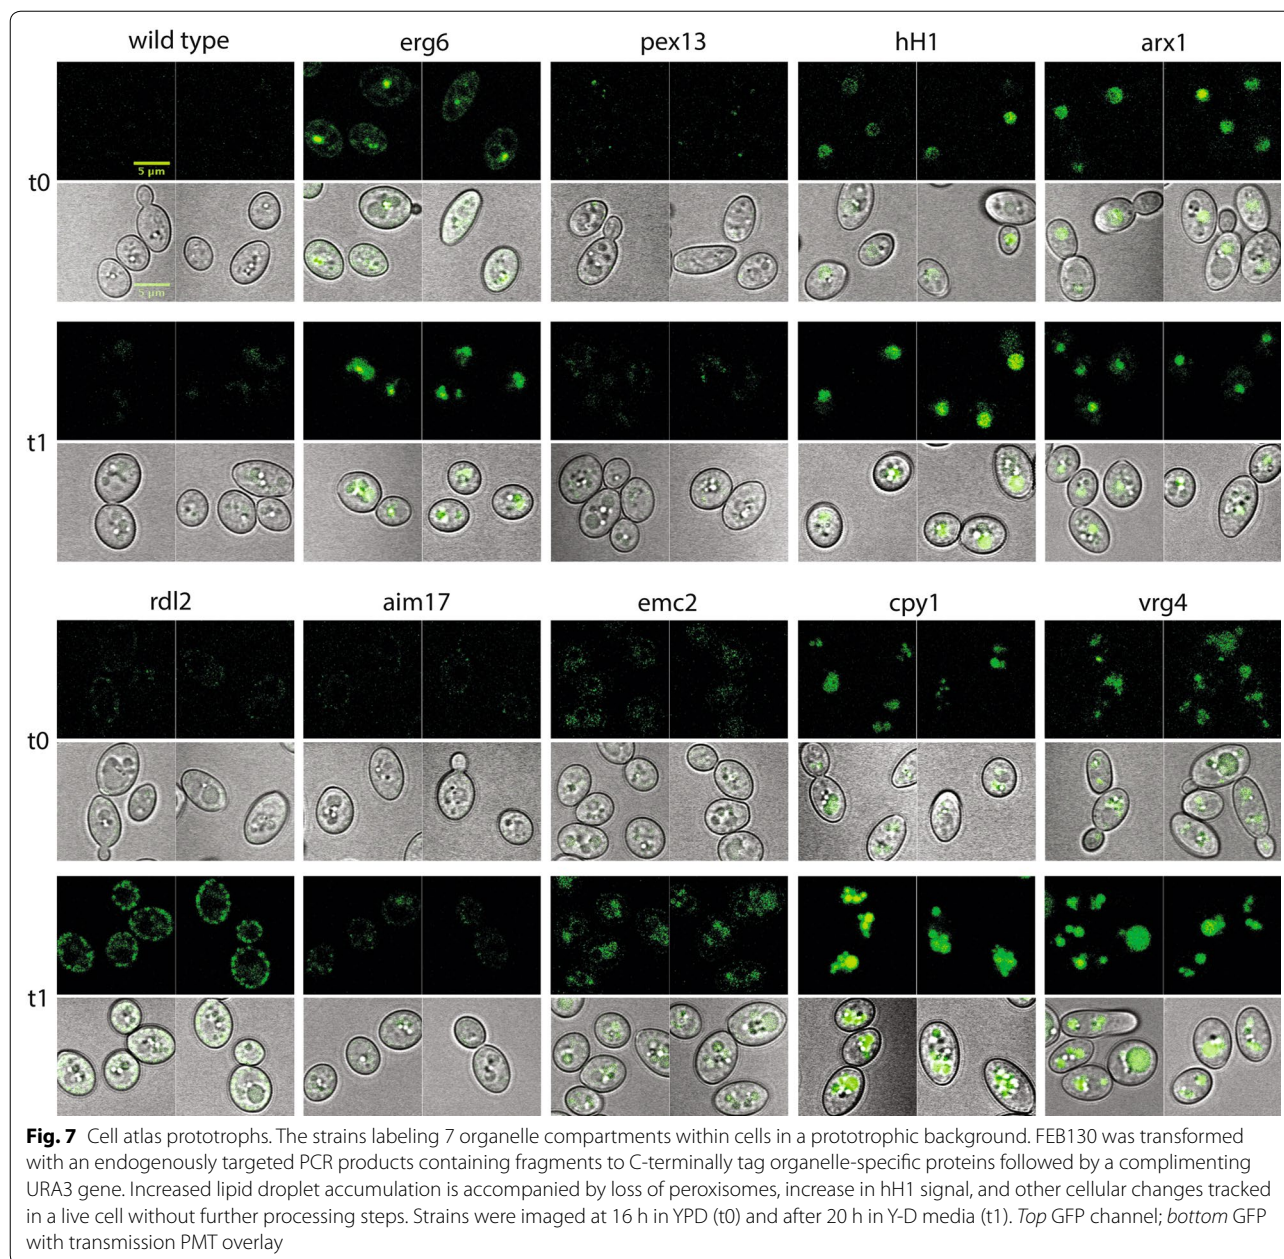 wild type erg6 pex13 hH1 arx1
t0
5 µm
5 µm
t1
rdl2 aim17 emc2 cpy1 vrg4
t0
t1
Fig. 7 Cell atlas prototrophs. The strains labeling 7 organelle compartments within cells in a prototrophic background. FEB130 was transformed
with an endogenously targeted PCR products containing fragments to C-terminally tag organelle-specific proteins followed by a complimenting
URA3 gene. Increased lipid droplet accumulation is accompanied by loss of peroxisomes, increase in hH1 signal, and other cellular changes tracked
in a live cell without further processing steps. Strains were imaged at 16 h in YPD (t0) and after 20 h in Y-D media (t1). Top GFP channel; bottom GFP
with transmission PMT overlay